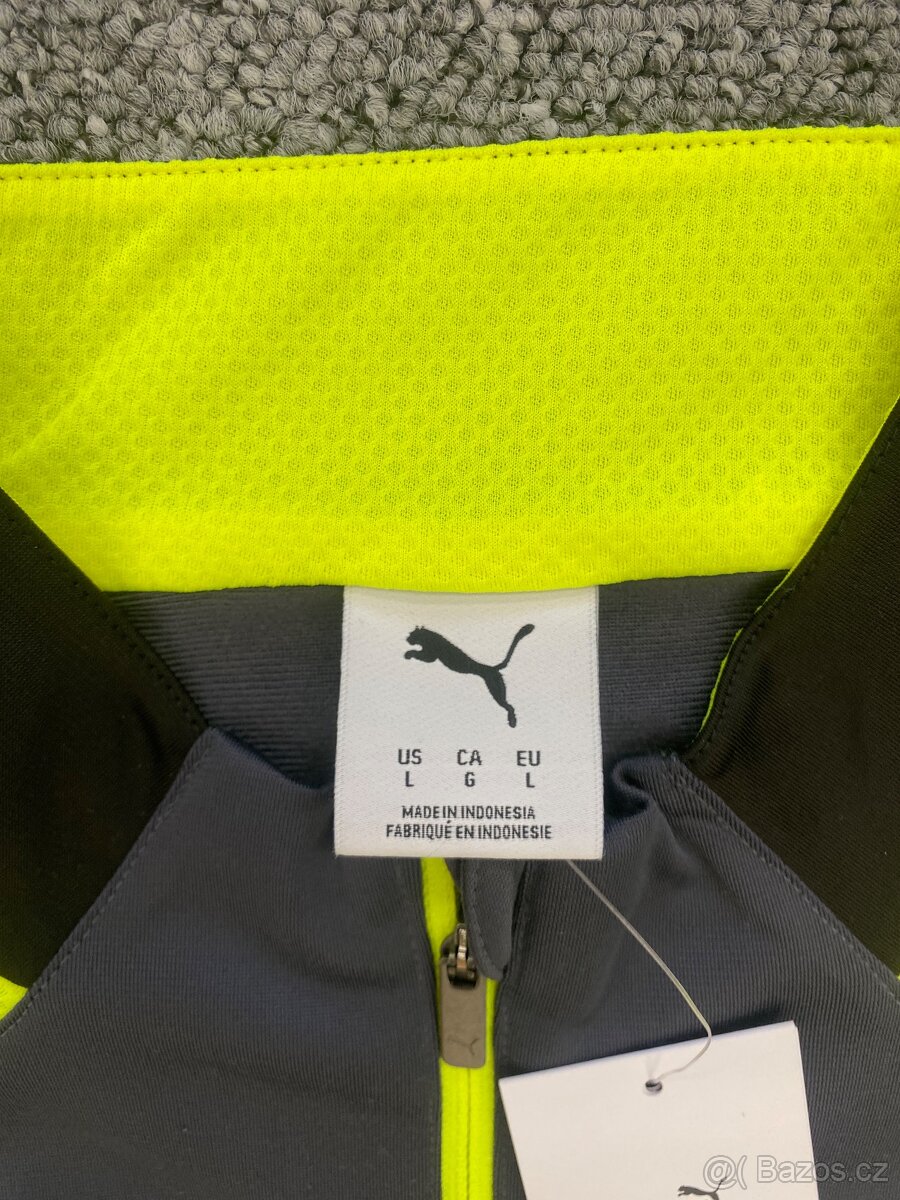 US CA EU
L G L
MADE IN INDONESIA
FABRIQUÉ EN INDONESIE
@( Bazos.cz